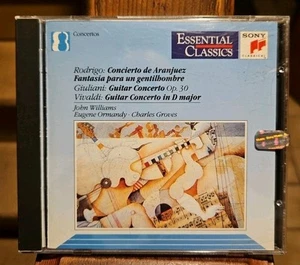 Concertos
ESSENTIAL
CLASSICS
SONY
CLASSICAL
Rodrigo: Concierto de Aranjuez
Fantasía para un gentilhombre
Giuliani: Guitar Concerto Op. 30
Vivaldi: Guitar Concerto in D major
John Williams
Eugene Ormandy · Charles Groves